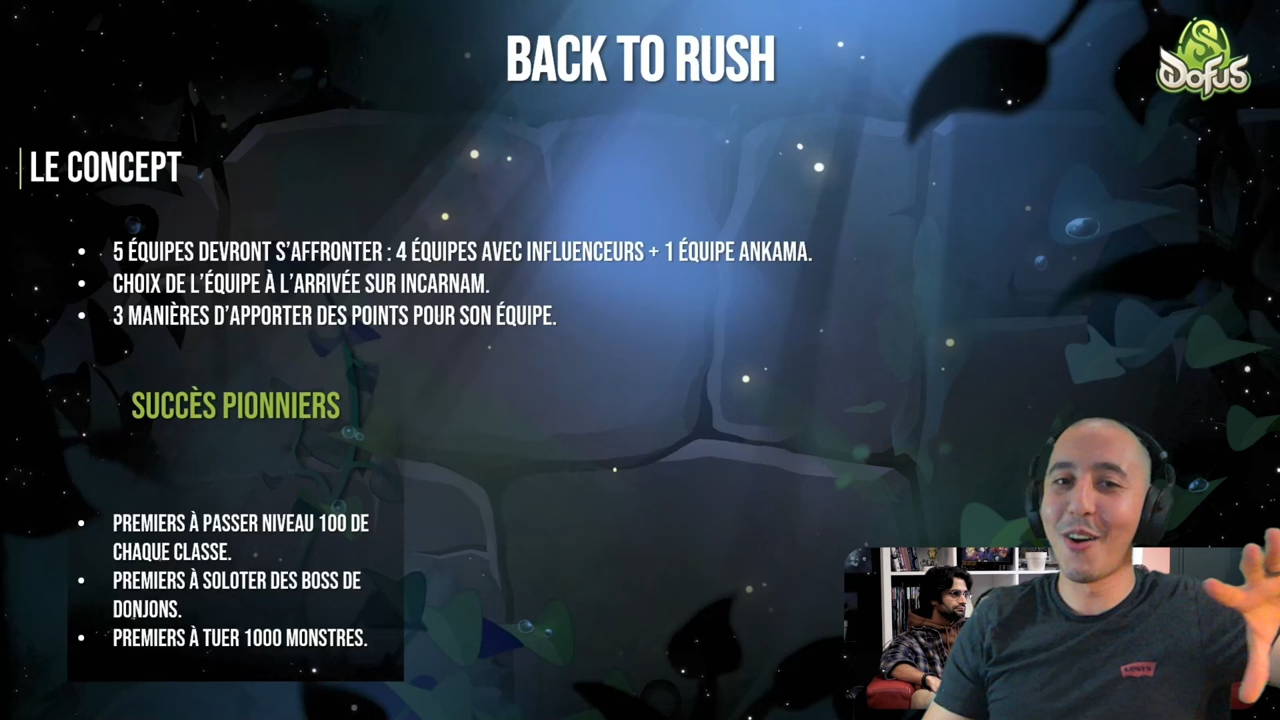 BACK TO RUSH
DOFUS
LE CONCEPT
• 5 ÉQUIPES DEVRONT S'AFFRONTER : 4 ÉQUIPES AVEC INFLUENCEURS + 1 ÉQUIPE ANKAMA.
• CHOIX DE L'ÉQUIPE À L'ARRIVÉE SUR INCARNAM.
• 3 MANIÈRES D'APPORTER DES POINTS POUR SON ÉQUIPE.
SUCCÈS PIONNIERS
• PREMIERS À PASSER NIVEAU 100 DE
CHAQUE CLASSE.
• PREMIERS À SOLOTER DES BOSS DE
DONJONS.
• PREMIERS À TUER 1000 MONSTRES.
LEVI'S